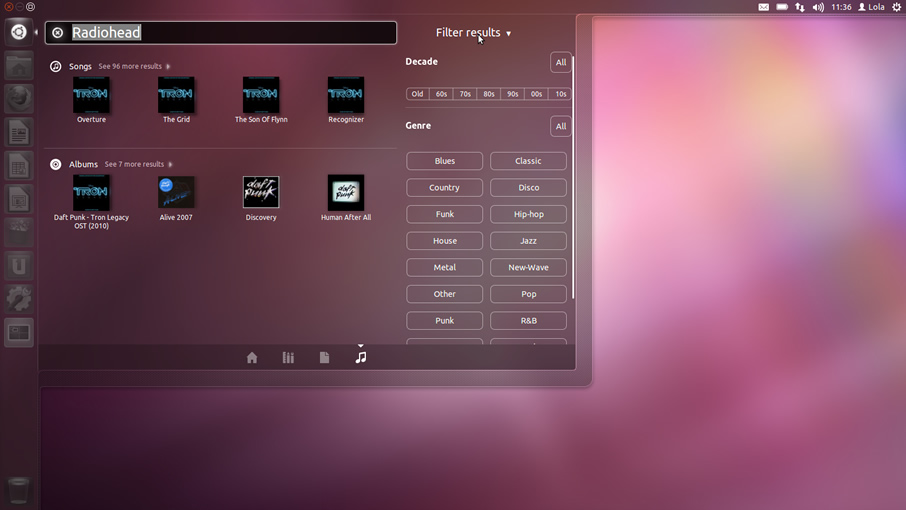 11:36 Lola
Radiohead
Filter results ▾
Songs See 96 more results
Decade All
TRON TRON TRON TRON
Old 60s 70s 80s 90s 00s 10s
Overture The Grid The Son Of Flynn Recognizer
Genre All
Albums See 7 more results
Blues Classic
Country Disco
TRON daft punk daft punk
Daft Punk - Tron Legacy OST (2010) Alive 2007 Discovery Human After All
Funk Hip-hop
House Jazz
Metal New-Wave
Other Pop
Punk R&B